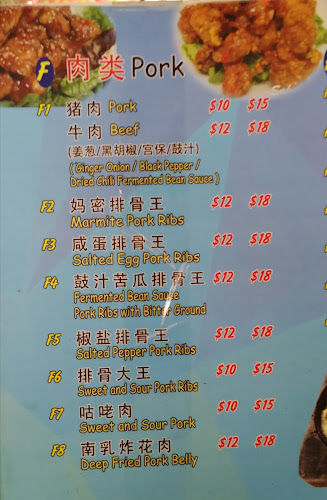 F 肉类 Pork
F1 猪肉 Pork $10 $15
牛肉 Beef $12 $18
(姜葱/黑胡椒/宫保/鼓汁)
( Ginger Onion / Black Pepper /
Dried Chili Fermented Bean Sauce )
F2 妈密排骨王 $12 $18
Marmite Pork Ribs
F3 咸蛋排骨王 $12 $18
Salted Egg Pork Ribs
F4 鼓汁苦瓜排骨王 $12 $18
Fermented Bean Sauce
Pork Ribs with Bitter Ground
F5 椒盐排骨王 $12 $18
Salted Pepper Pork Ribs
F6 排骨大王 $10 $15
Sweet and Sour Pork Ribs
F7 咕咾肉 $10 $15
Sweet and Sour Pork
F8 南乳炸花肉 $12 $18
Deep Fried Pork Belly